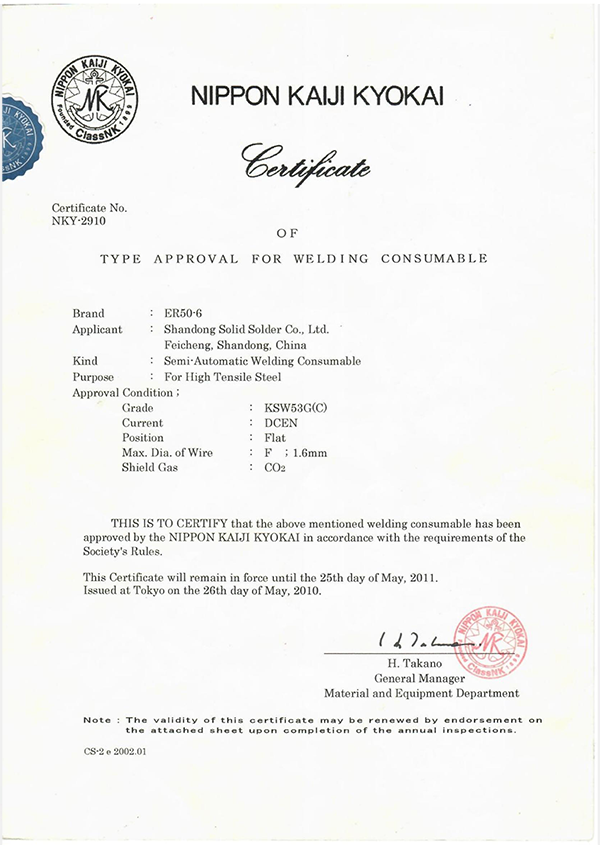 NIPPON KAIJI KYOKAI
NK
Founded 1899
ClassNK
NIPPON KAIJI KYOKAI
Certificate
Certificate No.
NKY-2910
OF
TYPE APPROVAL FOR WELDING CONSUMABLE
Brand : ER50-6
Applicant : Shandong Solid Solder Co., Ltd.
Feicheng, Shandong, China
Kind : Semi-Automatic Welding Consumable
Purpose : For High Tensile Steel
Approval Condition ;
Grade : KSW53G(C)
Current : DCEN
Position : Flat
Max. Dia. of Wire : F ; 1.6mm
Shield Gas : CO2
THIS IS TO CERTIFY that the above mentioned welding consumable has been
approved by the NIPPON KAIJI KYOKAI in accordance with the requirements of the
Society's Rules.
This Certificate will remain in force until the 25th day of May, 2011.
Issued at Tokyo on the 26th day of May, 2010.
NIPPON KAIJI KYOKAI
NK
ClassNK
H. Takano
General Manager
Material and Equipment Department
Note : The validity of this certificate may be renewed by endorsement on
the attached sheet upon completion of the annual inspections.
CS-2 e 2002.01